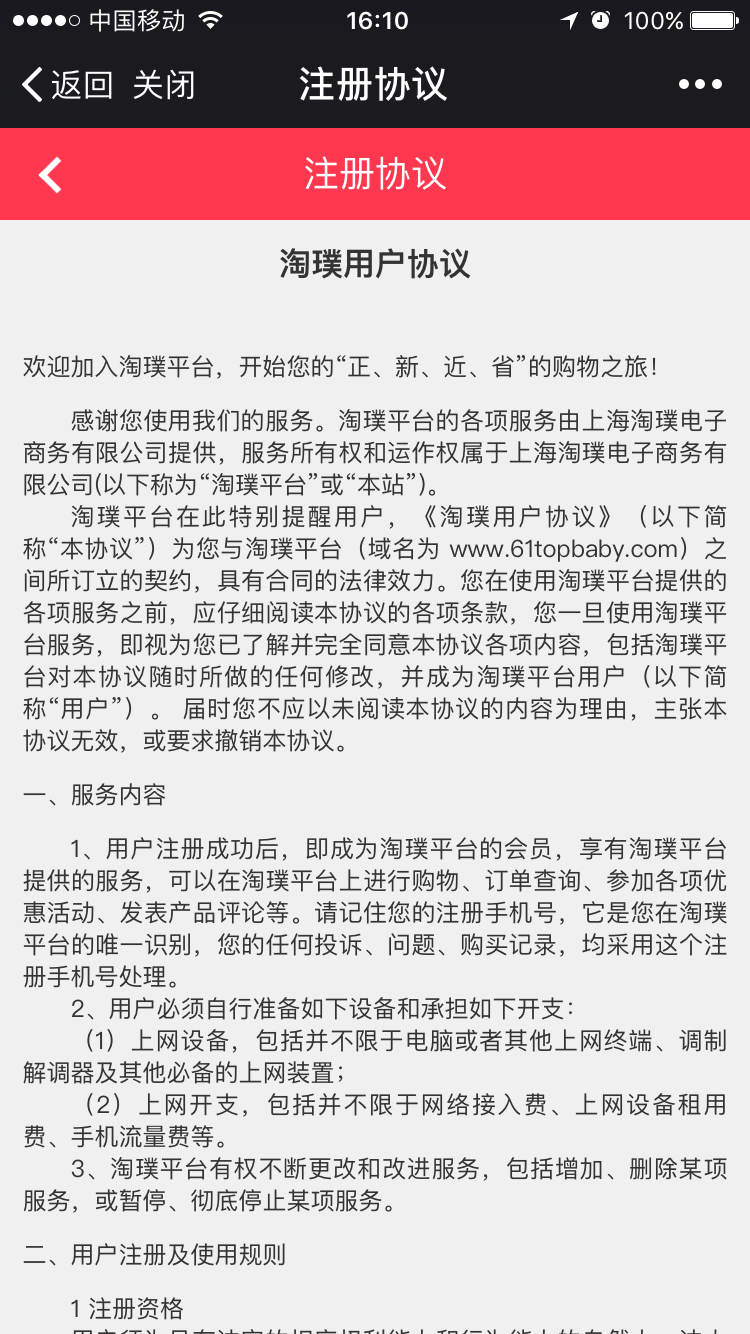 中国移动 16:10 100%
返回 关闭 注册协议
注册协议
淘璞用户协议
欢迎加入淘璞平台，开始您的“正、新、近、省”的购物之旅！
感谢您使用我们的服务。淘璞平台的各项服务由上海淘璞电子
商务有限公司提供，服务所有权和运作权属于上海淘璞电子商务有
限公司(以下称为“淘璞平台”或“本站”)。
淘璞平台在此特别提醒用户，《淘璞用户协议》（以下简
称“本协议”）为您与淘璞平台（域名为 www.61topbaby.com）之
间所订立的契约，具有合同的法律效力。您在使用淘璞平台提供的
各项服务之前，应仔细阅读本协议的各项条款，您一旦使用淘璞平
台服务，即视为您已了解并完全同意本协议各项内容，包括淘璞平
台对本协议随时所做的任何修改，并成为淘璞平台用户（以下简
称“用户”）。 届时您不应以未阅读本协议的内容为理由，主张本
协议无效，或要求撤销本协议。
一、服务内容
1、用户注册成功后，即成为淘璞平台的会员，享有淘璞平台
提供的服务，可以在淘璞平台上进行购物、订单查询、参加各项优
惠活动、发表产品评论等。请记住您的注册手机号，它是您在淘璞
平台的唯一识别，您的任何投诉、问题、购买记录，均采用这个注
册手机号处理。
2、用户必须自行准备如下设备和承担如下开支：
（1）上网设备，包括并不限于电脑或者其他上网终端、调制
解调器及其他必备的上网装置；
（2）上网开支，包括并不限于网络接入费、上网设备租用
费、手机流量费等。
3、淘璞平台有权不断更改和改进服务，包括增加、删除某项
服务，或暂停、彻底停止某项服务。
二、用户注册及使用规则
1 注册资格